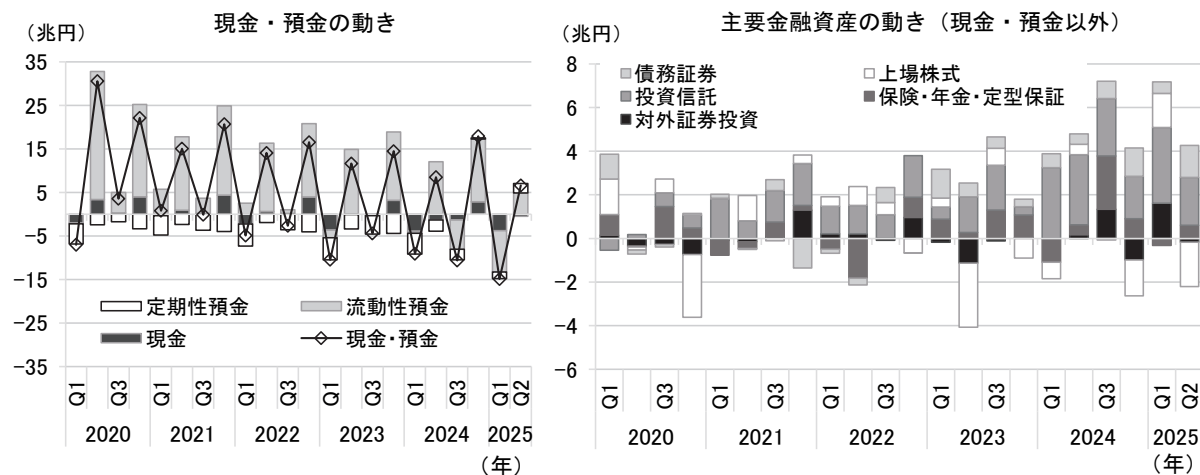 現金・預金の動き
（兆円）
35
25
15
5
−5
−15
−25
−35
定期性預金
流動性預金
現金
現金・預金
Q1 Q3 Q1 Q3 Q1 Q3 Q1 Q3 Q1 Q3 Q1 Q2
2020 2021 2022 2023 2024 2025
（年）
主要金融資産の動き（現金・預金以外）
（兆円）
8
6
4
2
0
−2
−4
−6
債務証券
上場株式
投資信託
保険・年金・定型保証
対外証券投資
Q1 Q3 Q1 Q3 Q1 Q3 Q1 Q3 Q1 Q3 Q1 Q2
2020 2021 2022 2023 2024 2025
（年）